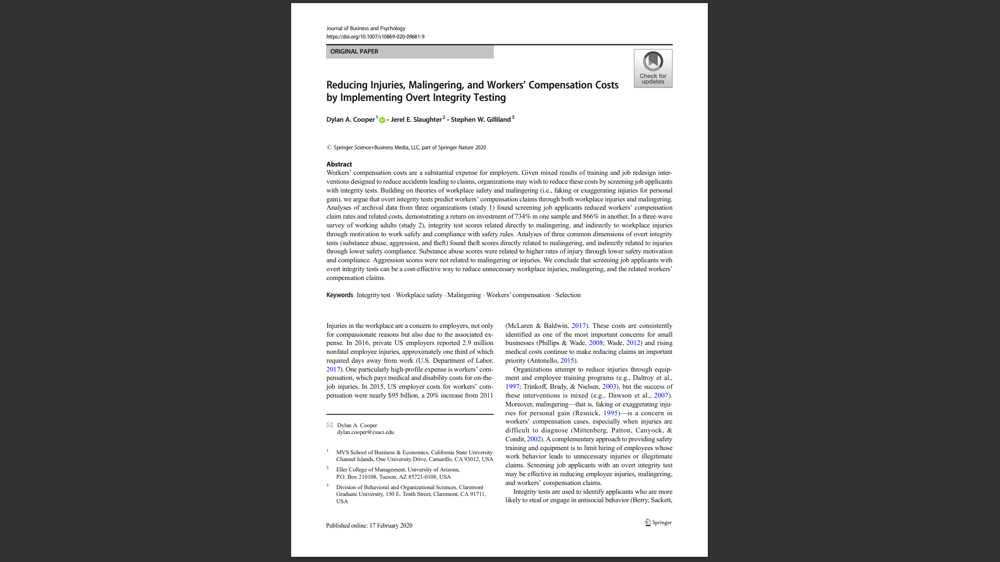 Journal of Business and Psychology
https://doi.org/10.1007/s10869-020-09681-9
ORIGINAL PAPER
Check for
updates
Reducing Injuries, Malingering, and Workers’ Compensation Costs
by Implementing Overt Integrity Testing
Dylan A. Cooper 1 iD • Jerel E. Slaughter 2 • Stephen W. Gilliland 3
© Springer Science+Business Media, LLC, part of Springer Nature 2020
Abstract
Workers’ compensation costs are a substantial expense for employers. Given mixed results of training and job redesign inter-
ventions designed to reduce accidents leading to claims, organizations may wish to reduce these costs by screening job applicants
with integrity tests. Building on theories of workplace safety and malingering (i.e., faking or exaggerating injuries for personal
gain), we argue that overt integrity tests predict workers’ compensation claims through both workplace injuries and malingering.
Analyses of archival data from three organizations (study 1) found screening job applicants reduced workers’ compensation
claim rates and related costs, demonstrating a return on investment of 734% in one sample and 866% in another. In a three-wave
survey of working adults (study 2), integrity test scores related directly to malingering, and indirectly to workplace injuries
through motivation to work safely and compliance with safety rules. Analyses of three common dimensions of overt integrity
tests (substance abuse, aggression, and theft) found theft scores directly related to malingering, and indirectly related to injuries
through lower safety compliance. Substance abuse scores were related to higher rates of injury through lower safety motivation
and compliance. Aggression scores were not related to malingering or injuries. We conclude that screening job applicants with
overt integrity tests can be a cost-effective way to reduce unnecessary workplace injuries, malingering, and the related workers’
compensation claims.
Keywords Integrity test · Workplace safety · Malingering · Workers’ compensation · Selection
Injuries in the workplace are a concern to employers, not only
for compassionate reasons but also due to the associated ex-
pense. In 2016, private US employers reported 2.9 million
nonfatal employee injuries, approximately one third of which
required days away from work (U.S. Department of Labor,
2017). One particularly high-profile expense is workers’ com-
pensation, which pays medical and disability costs for on-the-
job injuries. In 2015, US employer costs for workers’ com-
pensation were nearly $95 billion, a 20% increase from 2011
Dylan A. Cooper
dylan.cooper@csuci.edu
1 MVS School of Business & Economics, California State University
Channel Islands, One University Drive, Camarillo, CA 93012, USA
2 Eller College of Management, University of Arizona,
P.O. Box 210108, Tucson, AZ 85721-0108, USA
3 Division of Behavioral and Organizational Sciences, Claremont
Graduate University, 150 E. Tenth Street, Claremont, CA 91711,
USA
(McLaren & Baldwin, 2017). These costs are consistently
identified as one of the most important concerns for small
businesses (Phillips & Wade, 2008; Wade, 2012) and rising
medical costs continue to make reducing claims an important
priority (Antonello, 2015).
Organizations attempt to reduce injuries through equip-
ment and employee training programs (e.g., Daltroy et al.,
1997; Trinkoff, Brady, & Nielsen, 2003), but the success of
these interventions is mixed (e.g., Dawson et al., 2007).
Moreover, malingering—that is, faking or exaggerating inju-
ries for personal gain (Resnick, 1995)—is a concern in
workers’ compensation cases, especially when injuries are
difficult to diagnose (Mittenberg, Patton, Canyock, &
Condit, 2002). A complementary approach to providing safety
training and equipment is to limit hiring of employees whose
work behavior leads to unnecessary injuries or illegitimate
claims. Screening job applicants with an overt integrity test
may be effective in reducing employee injuries, malingering,
and workers’ compensation claims.
Integrity tests are used to identify applicants who are more
likely to steal or engage in antisocial behavior (Berry, Sackett,
Published online: 17 February 2020
Springer